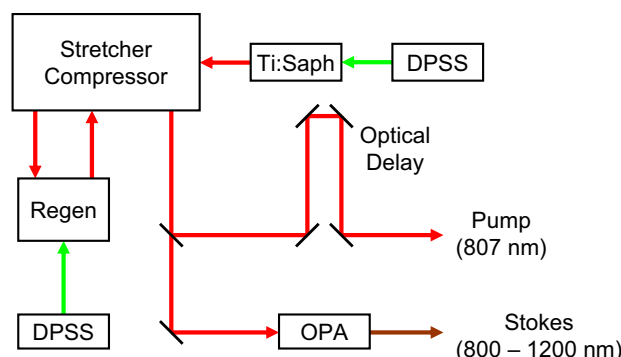 Stretcher
Compressor
Ti:Saph
DPSS
Optical
Delay
Regen
Pump
(807 nm)
DPSS
OPA
Stokes
(800 – 1200 nm)